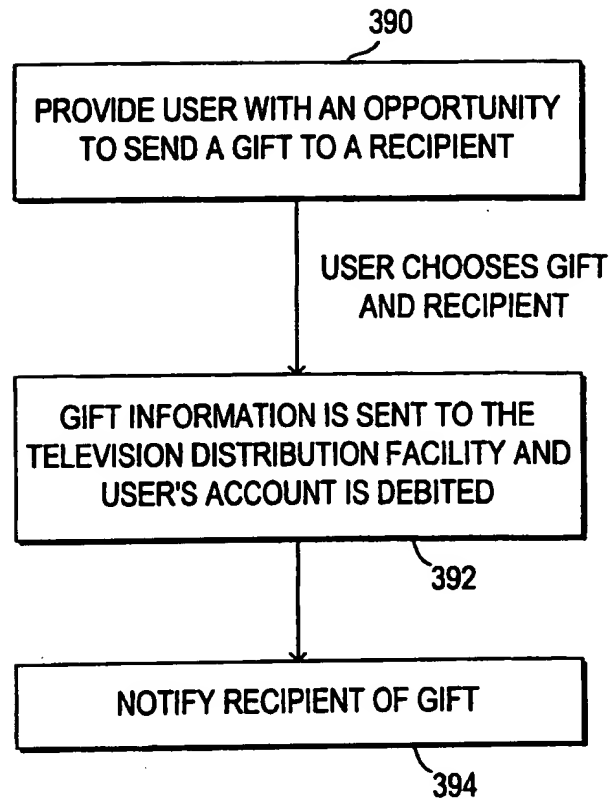 390
PROVIDE USER WITH AN OPPORTUNITY
TO SEND A GIFT TO A RECIPIENT
USER CHOOSES GIFT
AND RECIPIENT
GIFT INFORMATION IS SENT TO THE
TELEVISION DISTRIBUTION FACILITY AND
USER'S ACCOUNT IS DEBITED
392
NOTIFY RECIPIENT OF GIFT
394